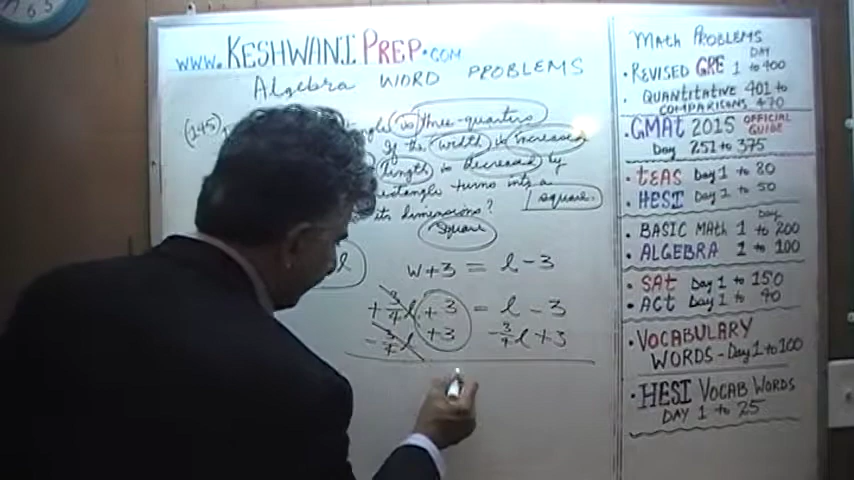 www.KESHWANIPREP.COM
Algebra WORD PROBLEMS
(145) is three-quarters
If the width is increased
length is decreased by
rectangle turns into a
square.
its dimensions?
Square
l
w+3 = l-3
+3/4 l +3 = l - 3
-3/4 l +3 -3/4 l +3
MATH PROBLEMS
DAY
• REVISED GRE 1 to 400
• QUANTITATIVE 401 to
COMPARISONS 470
• GMAT 2015 OFFICIAL GUIDE
Day 251 to 375
• TEAS Day 1 to 80
• HESI Day 1 to 50
Day
• BASIC MATH 1 to 200
• ALGEBRA 1 to 100
• SAT Day 1 to 150
• ACT Day 1 to 40
• VOCABULARY
WORDS - Day 1 to 100
• HESI VOCAB WORDS
DAY 1 to 25